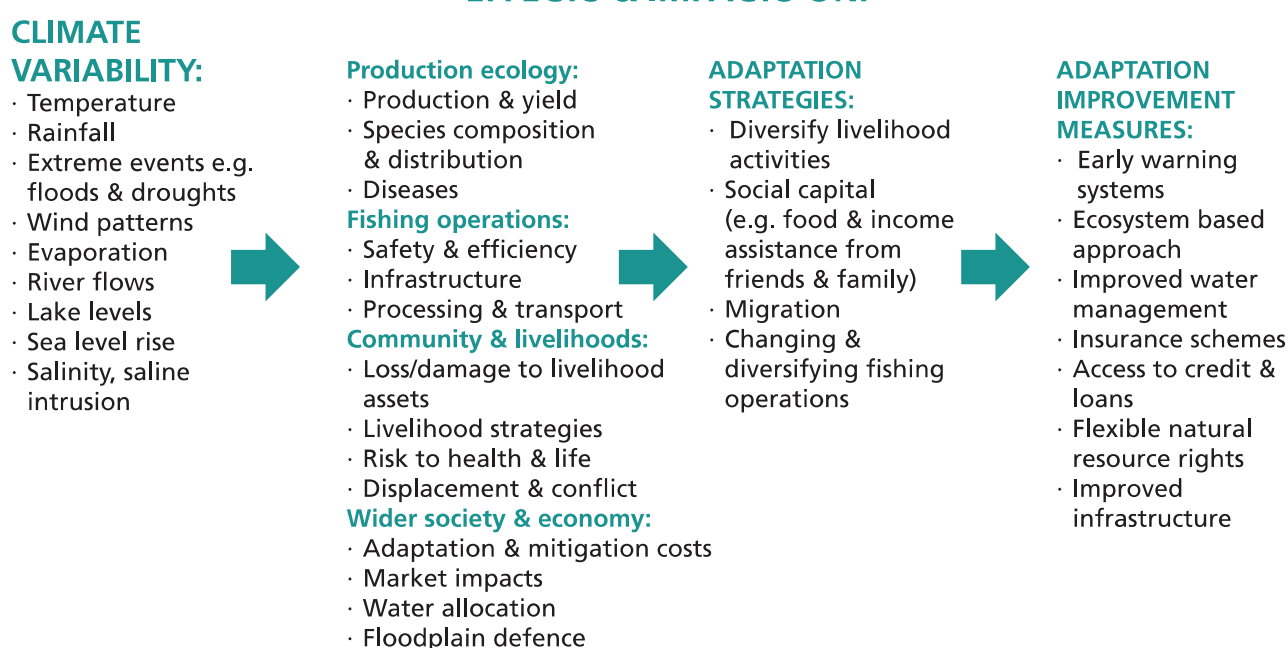 CLIMATE
VARIABILITY:
· Temperature
· Rainfall
· Extreme events e.g.
floods & droughts
· Wind patterns
· Evaporation
· River flows
· Lake levels
· Sea level rise
· Salinity, saline
intrusion
Production ecology:
· Production & yield
· Species composition
& distribution
· Diseases
Fishing operations:
· Safety & efficiency
· Infrastructure
· Processing & transport
Community & livelihoods:
· Loss/damage to livelihood
assets
· Livelihood strategies
· Risk to health & life
· Displacement & conflict
Wider society & economy:
· Adaptation & mitigation costs
· Market impacts
· Water allocation
· Floodplain defence
ADAPTATION
STRATEGIES:
· Diversify livelihood
activities
· Social capital
(e.g. food & income
assistance from
friends & family)
· Migration
· Changing &
diversifying fishing
operations
ADAPTATION
IMPROVEMENT
MEASURES:
· Early warning
systems
· Ecosystem based
approach
· Improved water
management
· Insurance schemes
· Access to credit &
loans
· Flexible natural
resource rights
· Improved
infrastructure